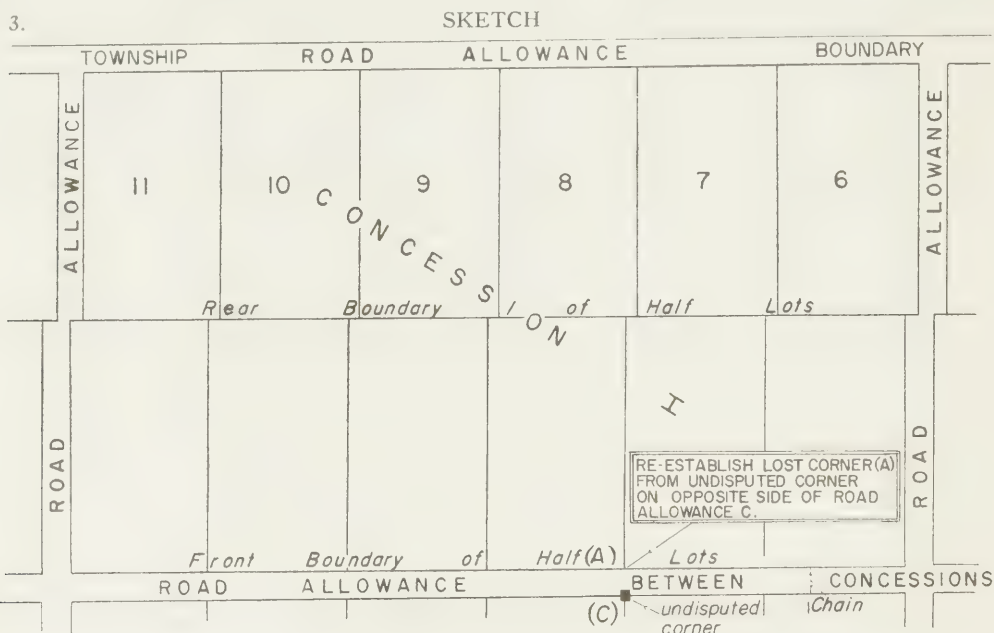 3.
SKETCH
TOWNSHIP ROAD ALLOWANCE BOUNDARY
ALLOWANCE
ALLOWANCE
11 10 9 8 7 6
CONCESSION I
Rear Boundary of Half Lots
ROAD
ROAD
RE-ESTABLISH LOST CORNER(A)
FROM UNDISPUTED CORNER
ON OPPOSITE SIDE OF ROAD
ALLOWANCE C.
Front Boundary of Half (A) Lots
ROAD ALLOWANCE BETWEEN CONCESSIONS
(C) undisputed Chain
corner